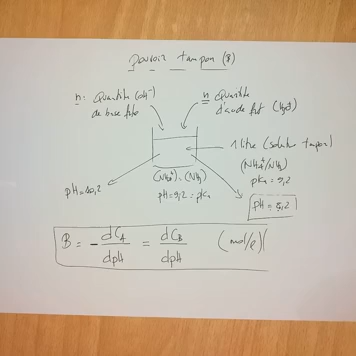 pouvoir tampon (β)
n: Quantité (OH⁻)
de base forte
n Quantité
d'acide fort (H₃O⁺)
1 litre (solution tampon)
(NH₄⁺), (NH₃)
(NH₄⁺/NH₃)
pKa = 9,2
pH = 10,2
pH = 9,2 = pKa
pH = 8,2
B = - dCA/dpH = dCB/dpH (mol/l)